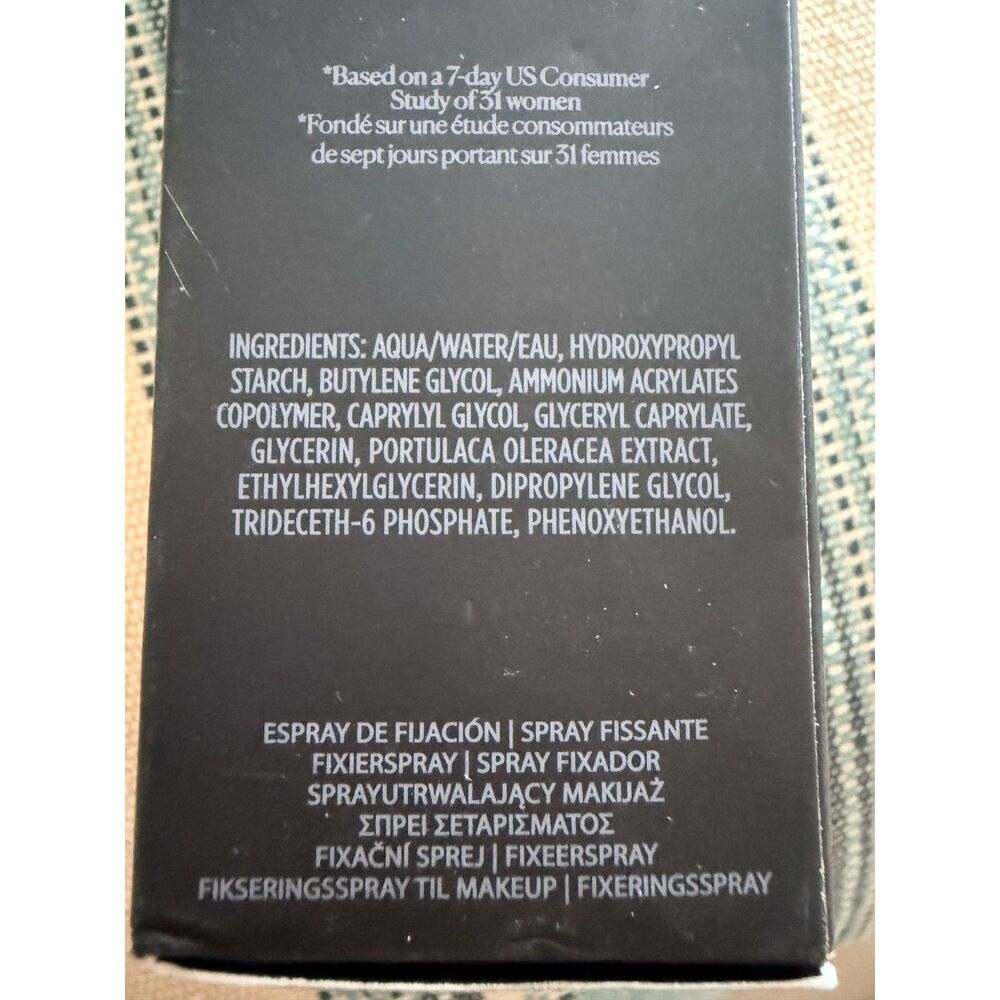 *Based on a 7-day US Consumer
Study of 31 women
*Fondé sur une étude consommateurs
de sept jours portant sur 31 femmes
INGREDIENTS: AQUA/WATER/EAU, HYDROXYPROPYL
STARCH, BUTYLENE GLYCOL, AMMONIUM ACRYLATES
COPOLYMER, CAPRYLYL GLYCOL, GLYCERYL CAPRYLATE,
GLYCERIN, PORTULACA OLERACEA EXTRACT,
ETHYLHEXYLGLYCERIN, DIPROPYLENE GLYCOL,
TRIDECETH-6 PHOSPHATE, PHENOXYETHANOL.
ESPRAY DE FIJACIÓN | SPRAY FISSANTE
FIXIERSPRAY | SPRAY FIXADOR
SPRAYUTRWALAJĄCY MAKIJAŻ
ΣΠΡΕΙ ΣΕΤΑΡΙΣΜΑΤΟΣ
FIXAČNÍ SPREJ | FIXEERSPRAY
FIKSERINGSSPRAY TIL MAKEUP | FIXERINGSSPRAY